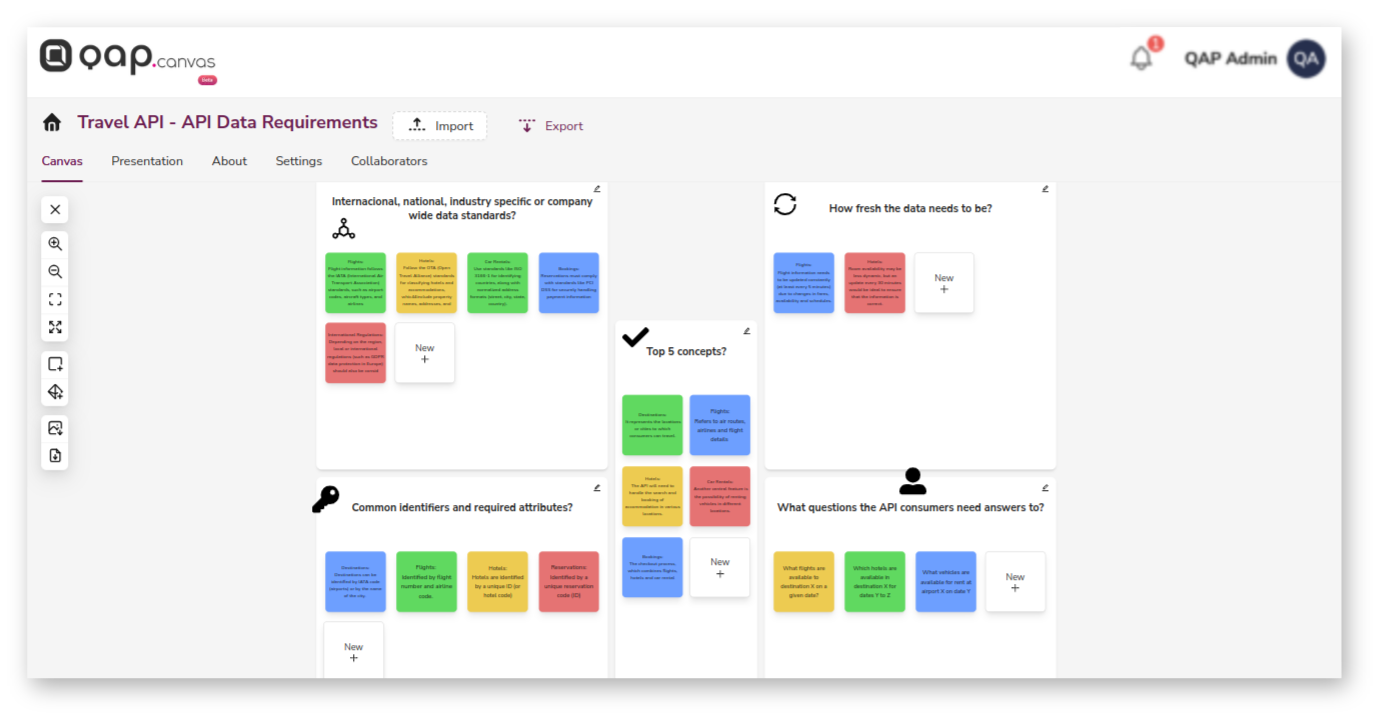 qap.canvas
Beta
1
QAP Admin
QA
Travel API - API Data Requirements
Import
Export
Canvas
Presentation
About
Settings
Collaborators
Internacional, national, industry specific or company
wide data standards?
Flights:
Flight information follows
the IATA (International Air
Transport Association)
standards, such as airport
codes, aircraft types, and
airlines.
Hotels:
Follow the OTA (Open
Travel Alliance) standards
for classifying hotels and
accommodations,
names, addresses, and
Car Rentals:
Use standards like ISO
for identifying
countries, along with
normalized address
formats (street, city, state,
country).
Bookings:
Reservations must comply
with standards like PCI
DSS for securely handling
payment information
International Regulations:
Depending on the region,
local or international
regulations (such as GDPR
data protection in Europe)
should also be
New
+
How fresh the data needs to be?
Flights:
Flight information needs
to be updated constantly
(at least every 5 minutes)
due to changes in times,
availability and schedules.
Hotels:
Room availability may be
less dynamic, but an
update every 30 minutes
would be ideal to ensure
that the information is
correct.
New
+
Top 5 concepts?
Destinations:
It represents the locations
or cities to which
consumers can travel.
Flights:
Refers to air routes,
airlines and flight
details
Hotels:
The API will need to
handle the search and
booking of
accommodation in various
locations.
Car Rentals:
Another central feature is
the possibility of renting
vehicles in different
locations.
Bookings:
The checkout process,
which combines flights,
hotels and car rental.
New
+
Common identifiers and required attributes?
Destinations:
Destinations can be
identified by IATA code
(airports) or by the name
of the city.
Flights:
Identified by flight
number and airline
code.
Hotels:
Hotels are identified
by a unique ID (or
hotel code)
Reservations:
Identified by a
unique reservation
code (ID)
New
+
What questions the API consumers need answers to?
What flights are
available to
destination X on a
given date?
Which hotels are
available in
destination X for
dates Y to Z
What vehicles are
available for rent at
airport X on date Y
New
+